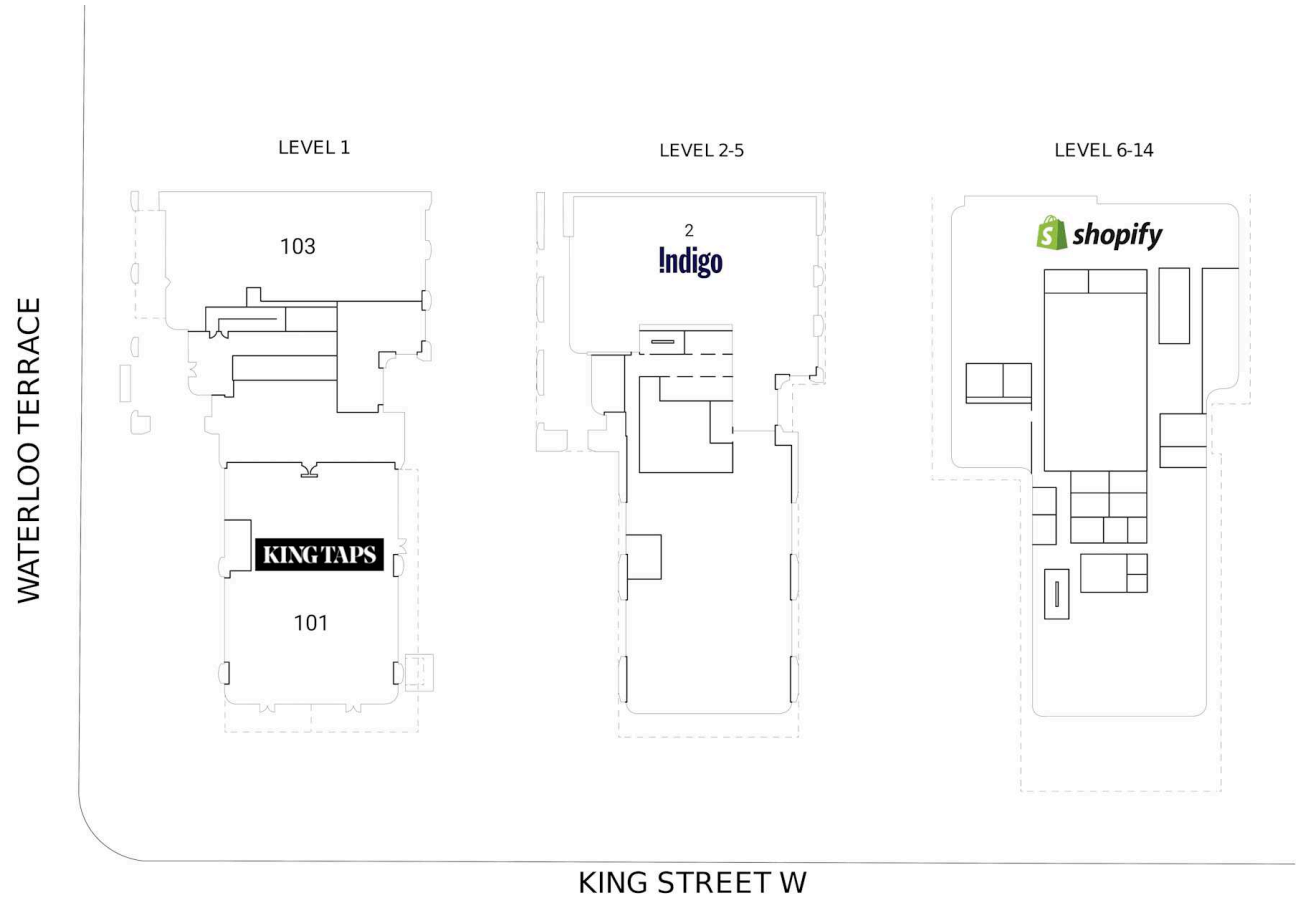 LEVEL 1
LEVEL 2-5
LEVEL 6-14
103
2
!ndigo
shopify
WATERLOO TERRACE
KING TAPS
101
KING STREET W